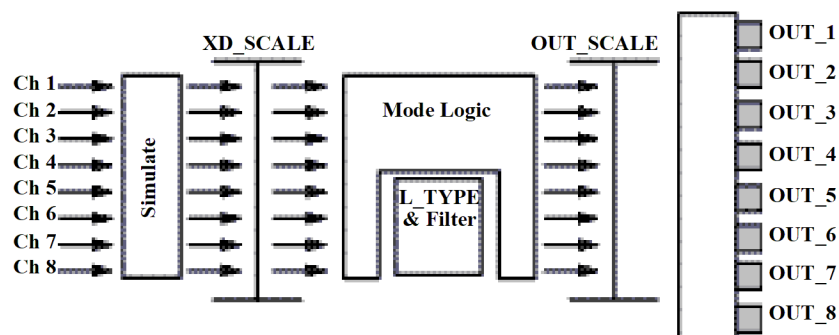 XD_SCALE
OUT_SCALE
OUT_1
OUT_2
OUT_3
OUT_4
OUT_5
OUT_6
OUT_7
OUT_8
Ch 1
Ch 2
Ch 3
Ch 4
Ch 5
Ch 6
Ch 7
Ch 8
Simulate
Mode Logic
L_TYPE
& Filter